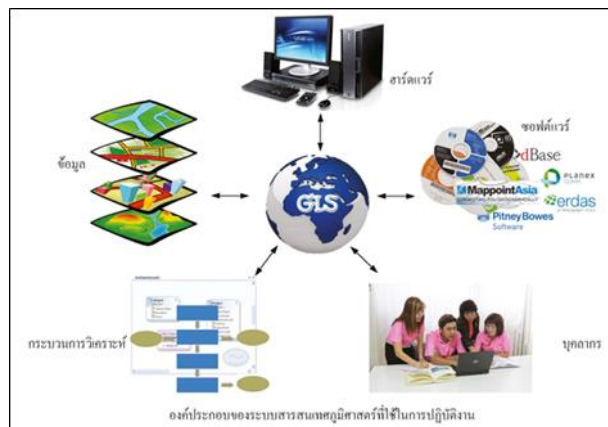 ฮาร์ดแวร์
ซอฟต์แวร์
dBase
PLANEX
MappointAsia
erdas
PitneyBowes
Software
ข้อมูล
GIS
กระบวนการวิเคราะห์
บุคลากร
องค์ประกอบของระบบสารสนเทศภูมิศาสตร์ที่ใช้ในการปฏิบัติงาน